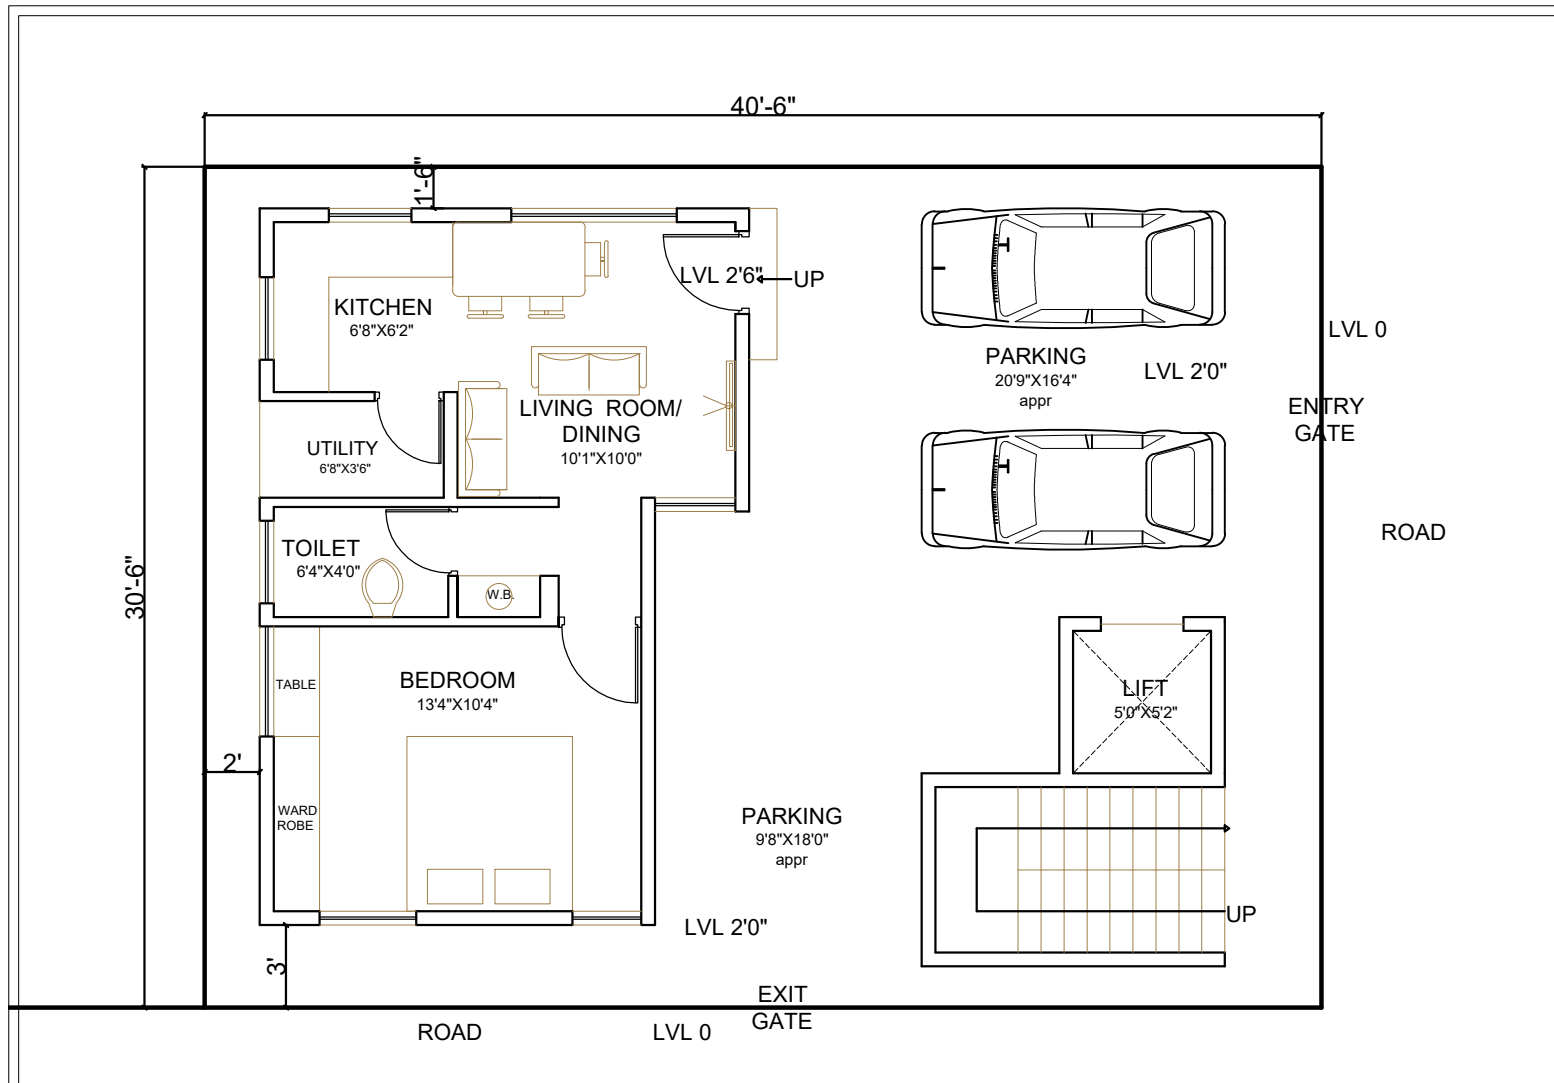 40'-6"
1'-6"
LVL 2'6"
UP
KITCHEN
6'8"X6'2"
LVL 0
PARKING
20'9"X16'4"
appr
LVL 2'0"
LIVING ROOM/
DINING
10'1"X10'0"
ENTRY
GATE
UTILITY
6'8"X3'6"
ROAD
TOILET
6'4"X4'0"
30'-6"
W.B.
TABLE
BEDROOM
13'4"X10'4"
LIFT
5'0"X5'2"
2'
WARD
ROBE
PARKING
9'8"X18'0"
appr
UP
LVL 2'0"
3'
EXIT
GATE
ROAD
LVL 0